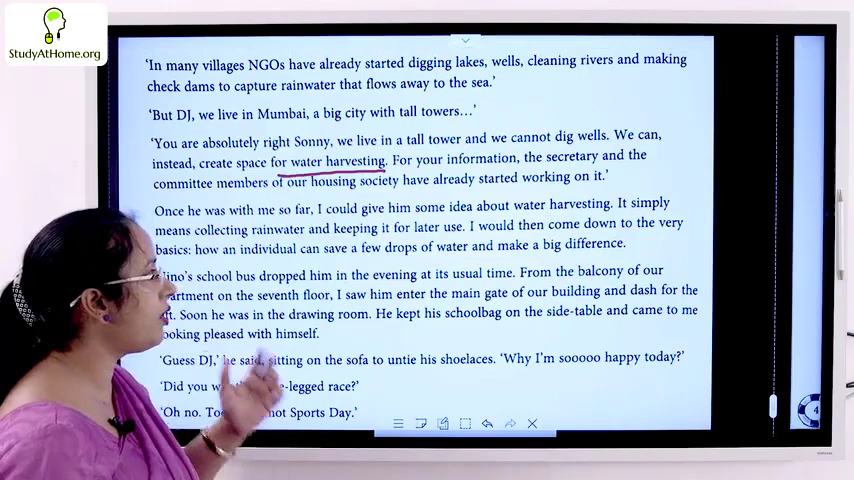 StudyAtHome.org
‘In many villages NGOs have already started digging lakes, wells, cleaning rivers and making
check dams to capture rainwater that flows away to the sea.’
‘But DJ, we live in Mumbai, a big city with tall towers…’
‘You are absolutely right Sonny, we live in a tall tower and we cannot dig wells. We can,
instead, create space for water harvesting. For your information, the secretary and the
committee members of our housing society have already started working on it.’
Once he was with me so far, I could give him some idea about water harvesting. It simply
means collecting rainwater and keeping it for later use. I would then come down to the very
basics: how an individual can save a few drops of water and make a big difference.
school bus dropped him in the evening at its usual time. From the balcony of our
on the seventh floor, I saw him enter the main gate of our building and dash for the
Soon he was in the drawing room. He kept his schoolbag on the side-table and came to me
pleased with himself.
‘Guess DJ,’ he said, sitting on the sofa to untie his shoelaces. ‘Why I’m sooooo happy today?’
‘Did you race?’
‘Oh no. not Sports Day.’
4